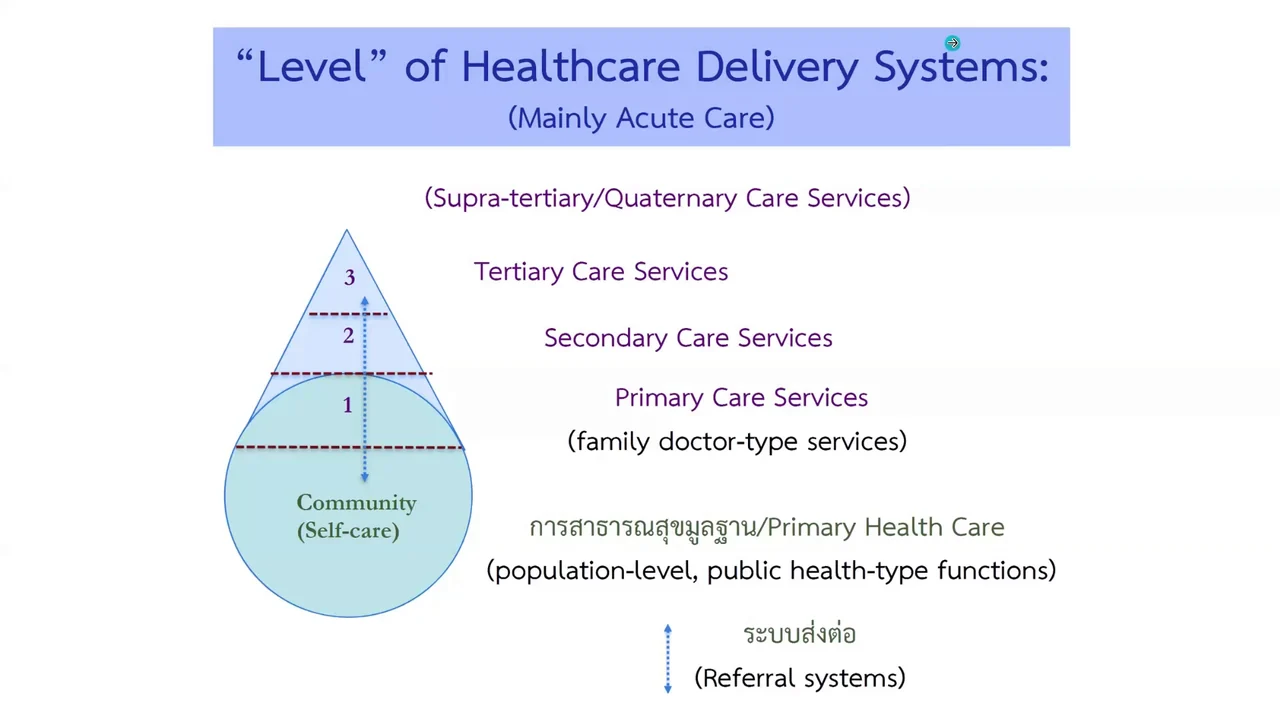 “Level” of Healthcare Delivery Systems:
(Mainly Acute Care)
(Supra-tertiary/Quaternary Care Services)
3
Tertiary Care Services
2
Secondary Care Services
1
Primary Care Services
(family doctor-type services)
Community
(Self-care)
การสาธารณสุขมูลฐาน/Primary Health Care
(population-level, public health-type functions)
ระบบส่งต่อ
(Referral systems)